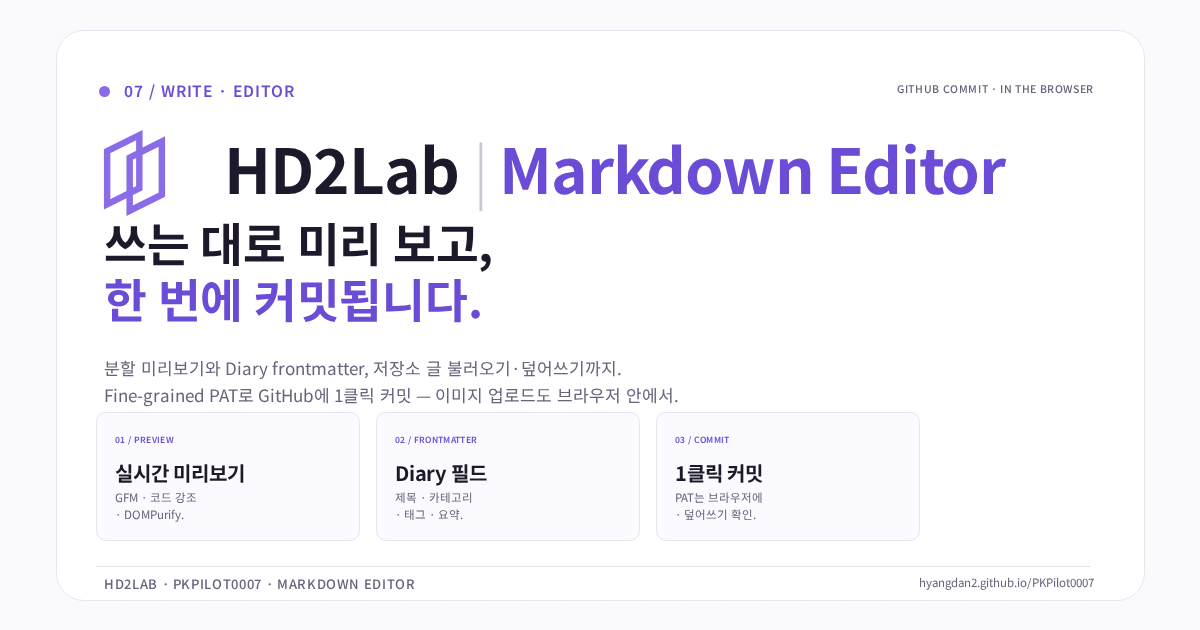 07 / WRITE · EDITOR
GITHUB COMMIT · IN THE BROWSER
HD2Lab | Markdown Editor
쓰는 대로 미리 보고,
한 번에 커밋됩니다.
분할 미리보기와 Diary frontmatter, 저장소 글 불러오기·덮어쓰기까지.
Fine-grained PAT로 GitHub에 1클릭 커밋 — 이미지 업로드도 브라우저 안에서.
01 / PREVIEW
실시간 미리보기
GFM · 코드 강조
· DOMPurify.
02 / FRONTMATTER
Diary 필드
제목 · 카테고리
· 태그 · 요약.
03 / COMMIT
1클릭 커밋
PAT는 브라우저에
· 덮어쓰기 확인.
HD2LAB · PKPILOT0007 · MARKDOWN EDITOR
hyangdan2.github.io/PKPilot0007